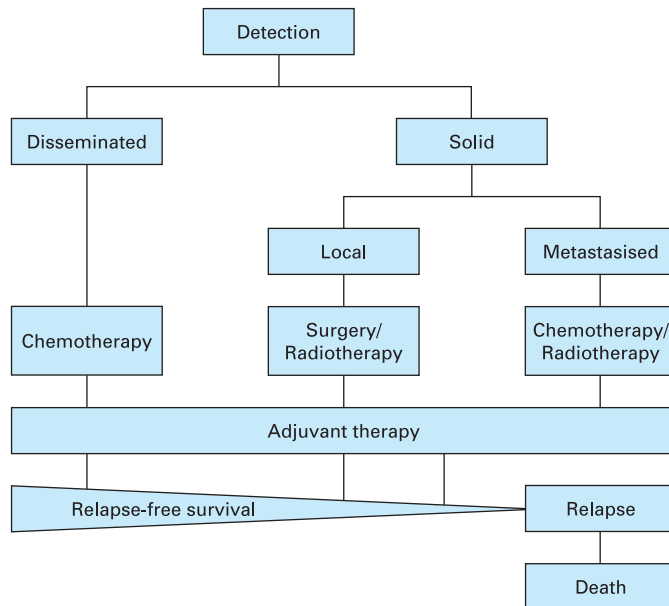 Detection
Disseminated
Solid
Local
Metastasised
Chemotherapy
Surgery/
Radiotherapy
Chemotherapy/
Radiotherapy
Adjuvant therapy
Relapse-free survival
Relapse
Death